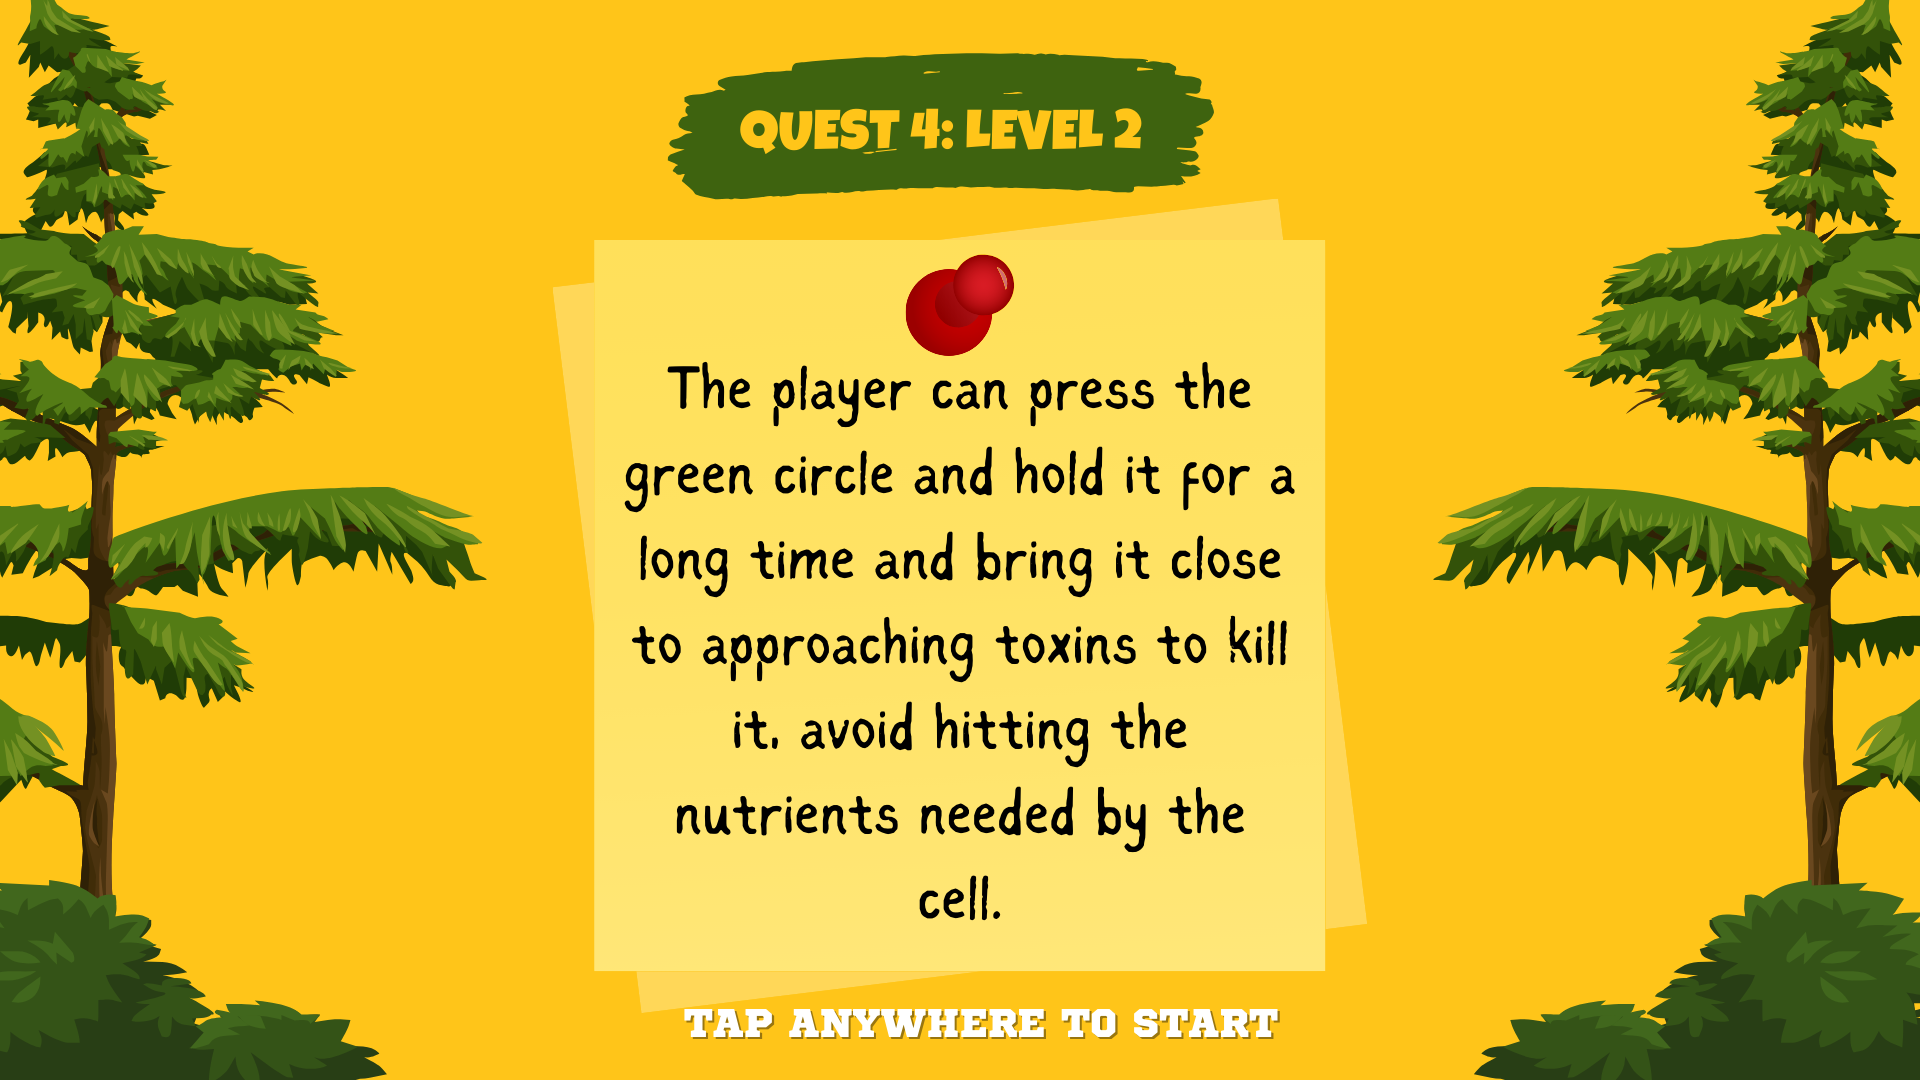 QUEST 4: LEVEL 2
The player can press the
green circle and hold it for a
long time and bring it close
to approaching toxins to kill
it, avoid hitting the
nutrients needed by the
cell.
TAP ANYWHERE TO START